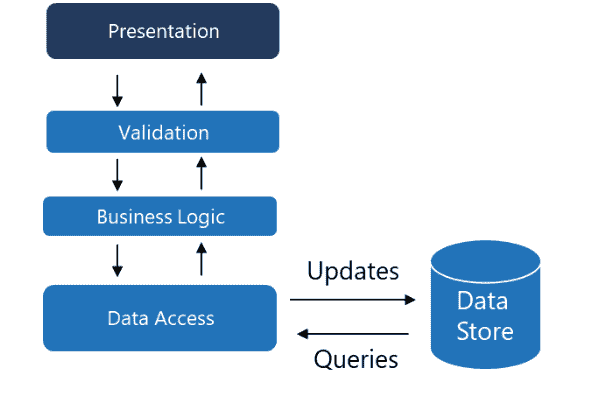 Presentation
Validation
Business Logic
Data Access
Updates
Queries
Data
Store